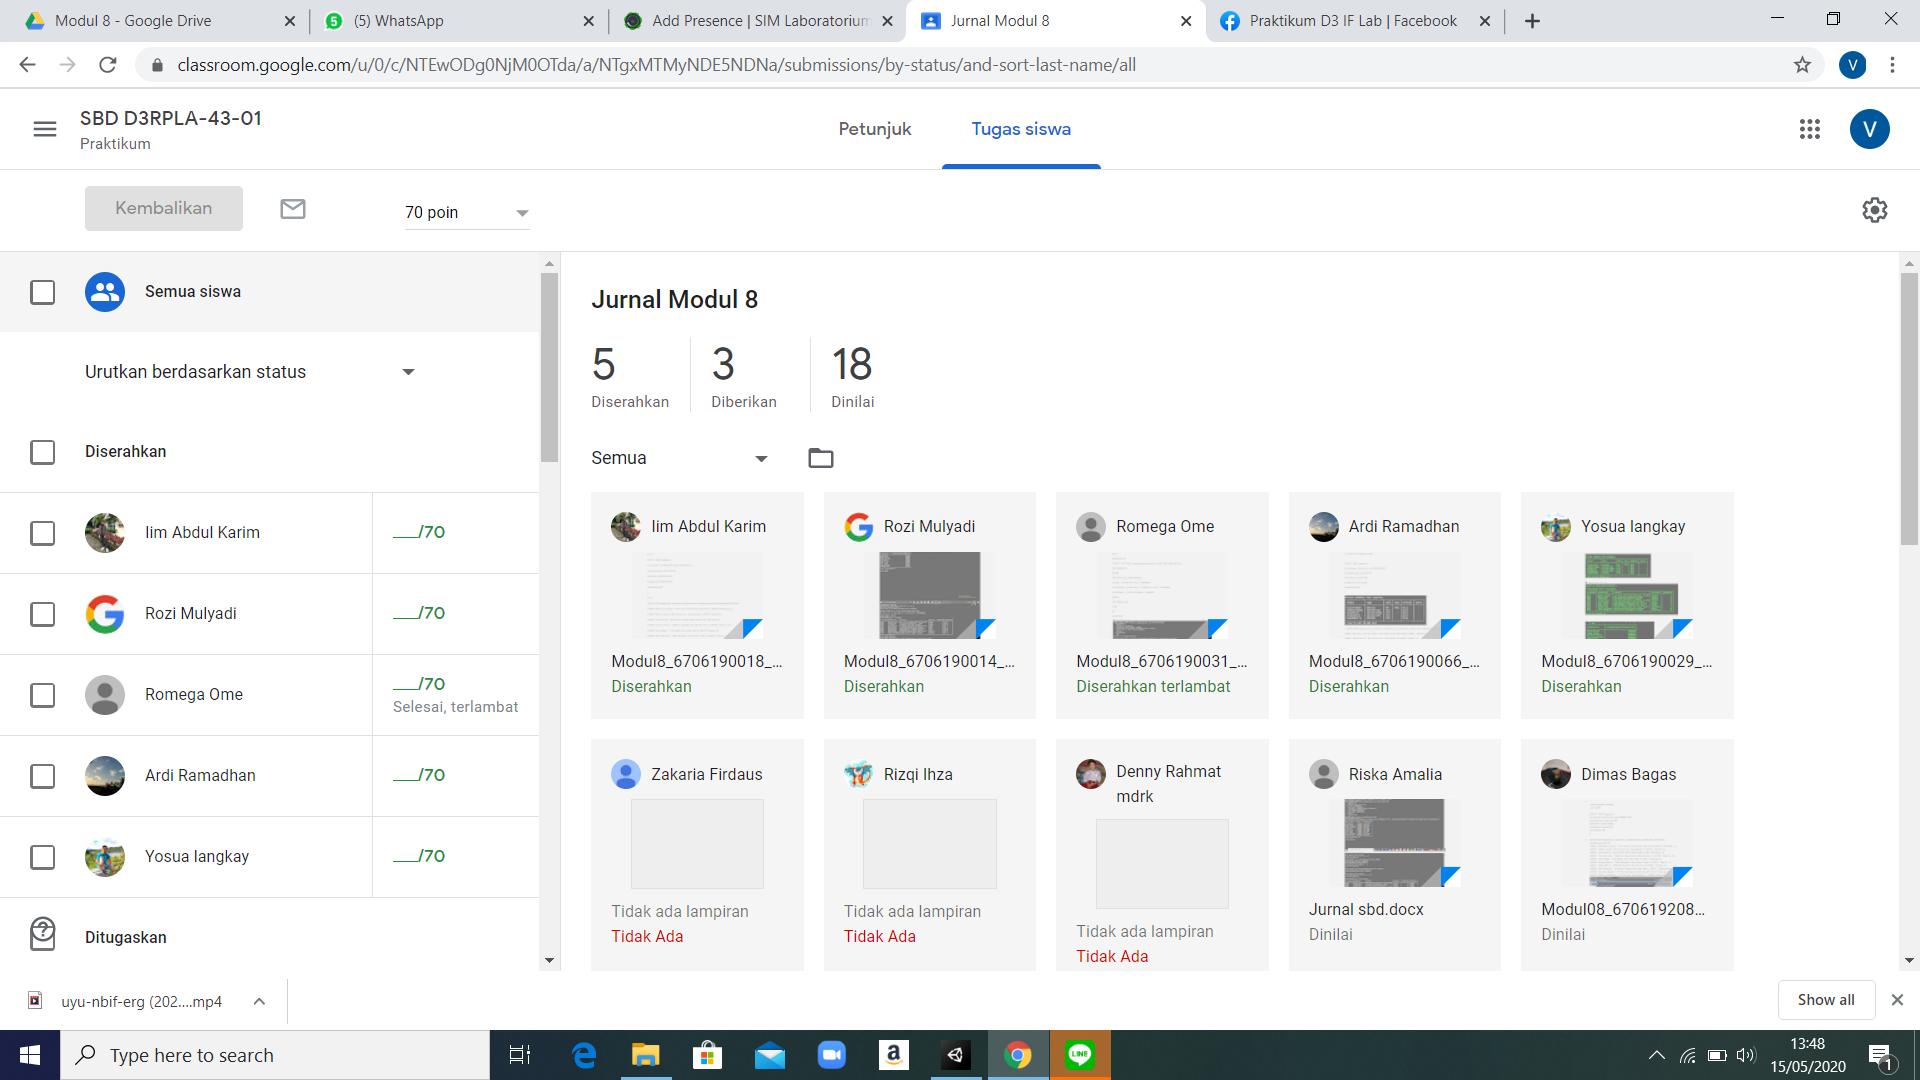 Modul 8 - Google Drive
(5) WhatsApp
Add Presence | SIM Laboratorium
Jurnal Modul 8
Praktikum D3 IF Lab | Facebook
classroom.google.com/u/0/c/NTEwODg0NjM0OTda/a/NTgxMTMyNDE5NDNa/submissions/by-status/and-sort-last-name/all
V
SBD D3RPLA-43-01
Praktikum
Petunjuk
Tugas siswa
V
Kembalikan
70 poin
Semua siswa
Urutkan berdasarkan status
Diserahkan
Iim Abdul Karim
__/70
Rozi Mulyadi
__/70
Romega Ome
__/70
Selesai, terlambat
Ardi Ramadhan
__/70
Yosua langkay
__/70
Ditugaskan
Jurnal Modul 8
5
Diserahkan
3
Diberikan
18
Dinilai
Semua
Iim Abdul Karim
Modul8_6706190018_...
Diserahkan
Rozi Mulyadi
Modul8_6706190014_...
Diserahkan
Romega Ome
Modul8_6706190031_...
Diserahkan terlambat
Ardi Ramadhan
Modul8_6706190066_...
Diserahkan
Yosua langkay
Modul8_6706190029_...
Diserahkan
Zakaria Firdaus
Tidak ada lampiran
Tidak Ada
Rizqi Ihza
Tidak ada lampiran
Tidak Ada
Denny Rahmat
mdrk
Tidak ada lampiran
Tidak Ada
Riska Amalia
Jurnal sbd.docx
Dinilai
Dimas Bagas
Modul08_670619208...
Dinilai
uyu-nbif-erg (202....mp4
Show all
Type here to search
LINE
13:48
15/05/2020
1